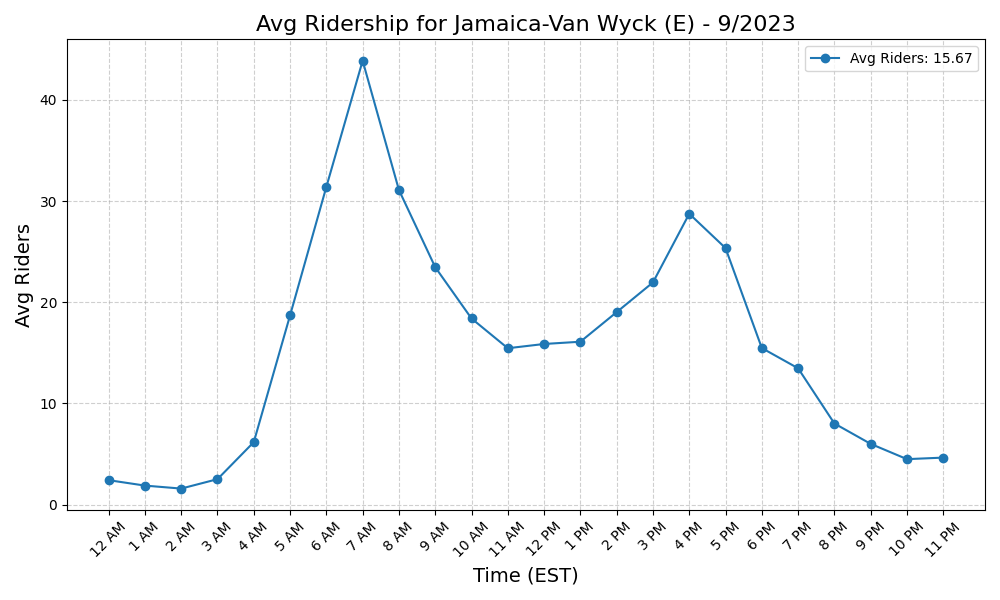 Avg Ridership for Jamaica-Van Wyck (E) - 9/2023
Avg Riders: 15.67
Avg Riders
40
30
20
10
0
12 AM
1 AM
2 AM
3 AM
4 AM
5 AM
6 AM
7 AM
8 AM
9 AM
10 AM
11 AM
12 PM
1 PM
2 PM
3 PM
4 PM
5 PM
6 PM
7 PM
8 PM
9 PM
10 PM
11 PM
Time (EST)